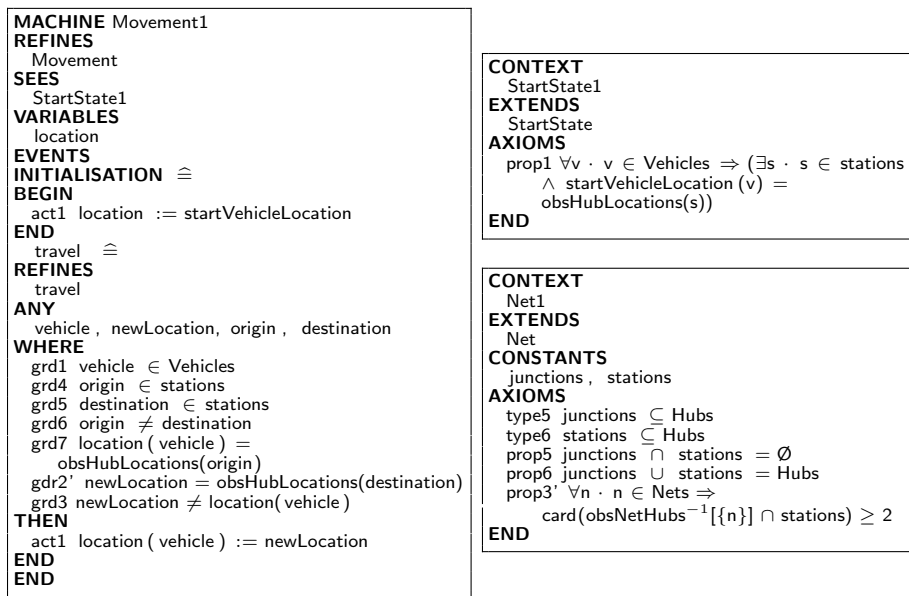 MACHINE Movement1
REFINES
Movement
SEES
StartState1
VARIABLES
location
EVENTS
INITIALISATION ≙
BEGIN
act1 location := startVehicleLocation
END
travel ≙
REFINES
travel
ANY
vehicle , newLocation, origin , destination
WHERE
grd1 vehicle ∈ Vehicles
grd4 origin ∈ stations
grd5 destination ∈ stations
grd6 origin ≠ destination
grd7 location ( vehicle ) =
obsHubLocations(origin)
gdr2' newLocation = obsHubLocations(destination)
grd3 newLocation ≠ location( vehicle )
THEN
act1 location ( vehicle ) := newLocation
END
END
CONTEXT
StartState1
EXTENDS
StartState
AXIOMS
prop1 ∀v · v ∈ Vehicles ⇒ (∃s · s ∈ stations
∧ startVehicleLocation (v) =
obsHubLocations(s))
END
CONTEXT
Net1
EXTENDS
Net
CONSTANTS
junctions , stations
AXIOMS
type5 junctions ⊆ Hubs
type6 stations ⊆ Hubs
prop5 junctions ∩ stations = Ø
prop6 junctions ∪ stations = Hubs
prop3' ∀n · n ∈ Nets ⇒
card(obsNetHubs⁻¹[{n}] ∩ stations) ≥ 2
END